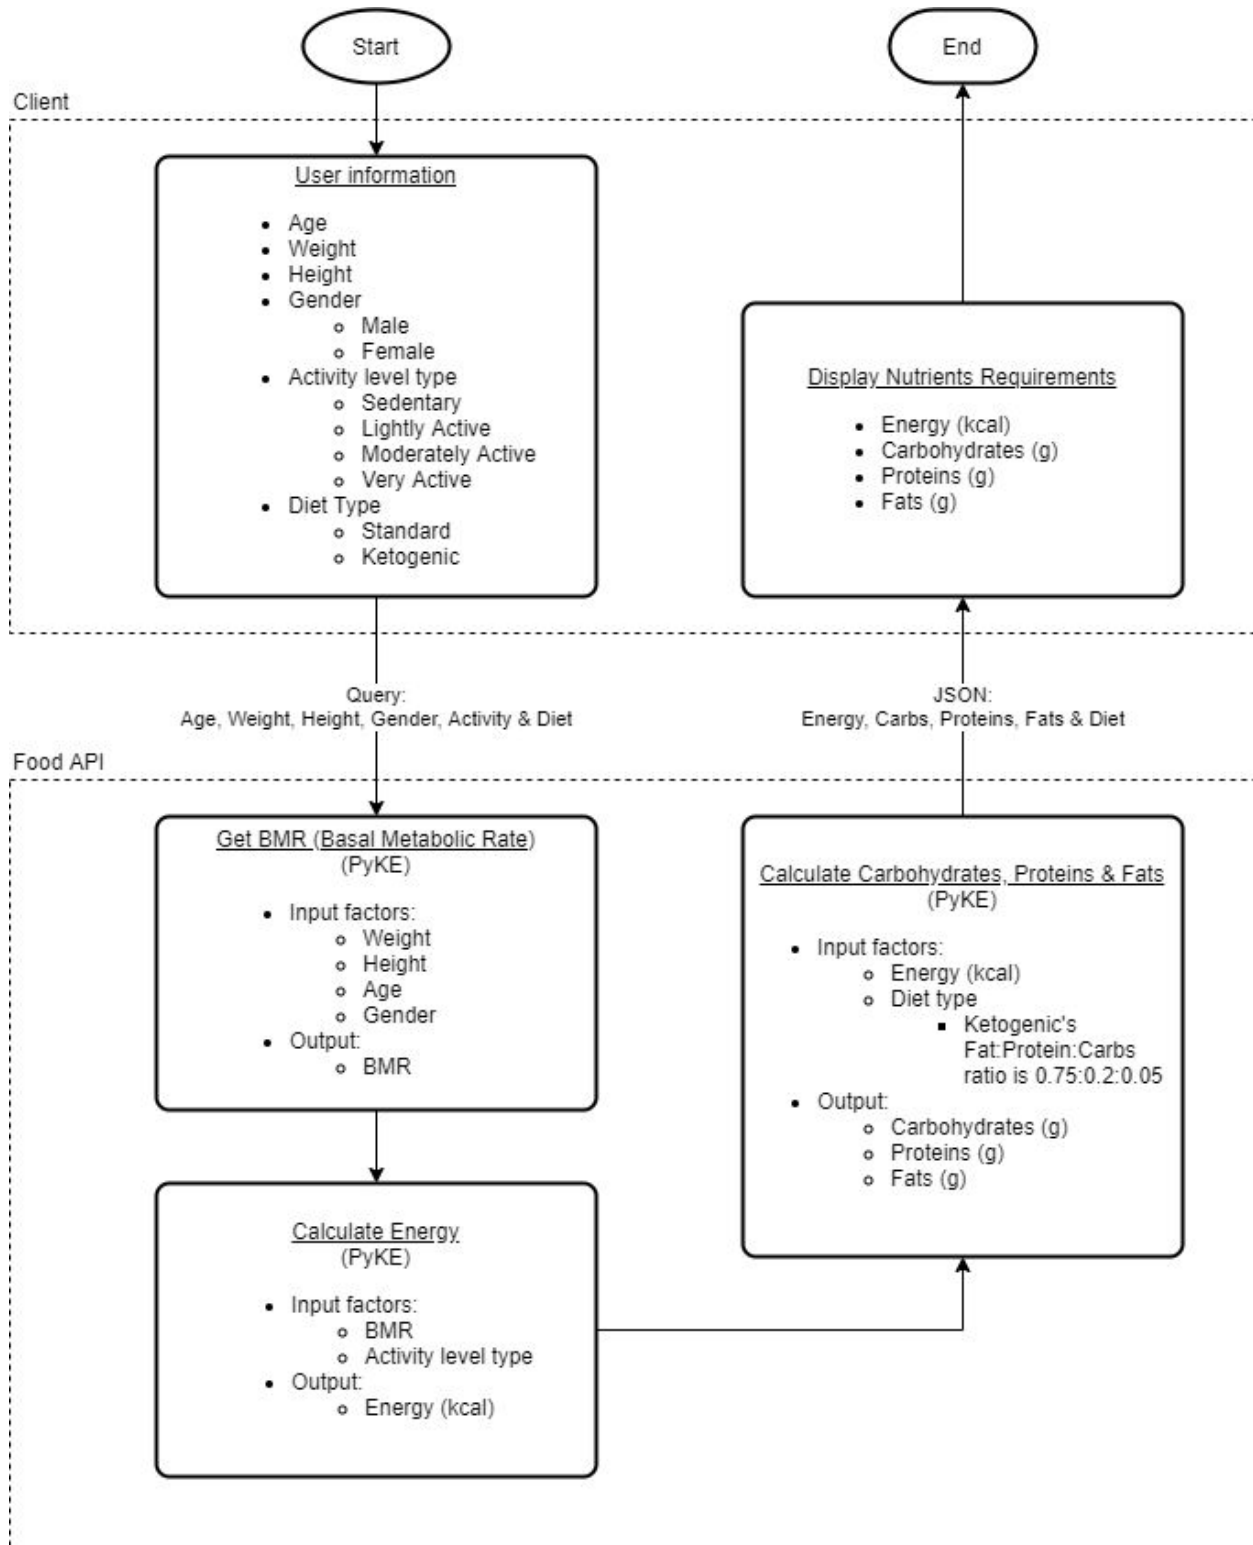 Start
End
Client
User information
• Age
• Weight
• Height
• Gender
○ Male
○ Female
• Activity level type
○ Sedentary
○ Lightly Active
○ Moderately Active
○ Very Active
• Diet Type
○ Standard
○ Ketogenic
Display Nutrients Requirements
• Energy (kcal)
• Carbohydrates (g)
• Proteins (g)
• Fats (g)
Query:
Age, Weight, Height, Gender, Activity & Diet
JSON:
Energy, Carbs, Proteins, Fats & Diet
Food API
Get BMR (Basal Metabolic Rate)
(PyKE)
• Input factors:
○ Weight
○ Height
○ Age
○ Gender
• Output:
○ BMR
Calculate Energy
(PyKE)
• Input factors:
○ BMR
○ Activity level type
• Output:
○ Energy (kcal)
Calculate Carbohydrates, Proteins & Fats
(PyKE)
• Input factors:
○ Energy (kcal)
○ Diet type
▪ Ketogenic's
Fat:Protein:Carbs
ratio is 0.75:0.2:0.05
• Output:
○ Carbohydrates (g)
○ Proteins (g)
○ Fats (g)